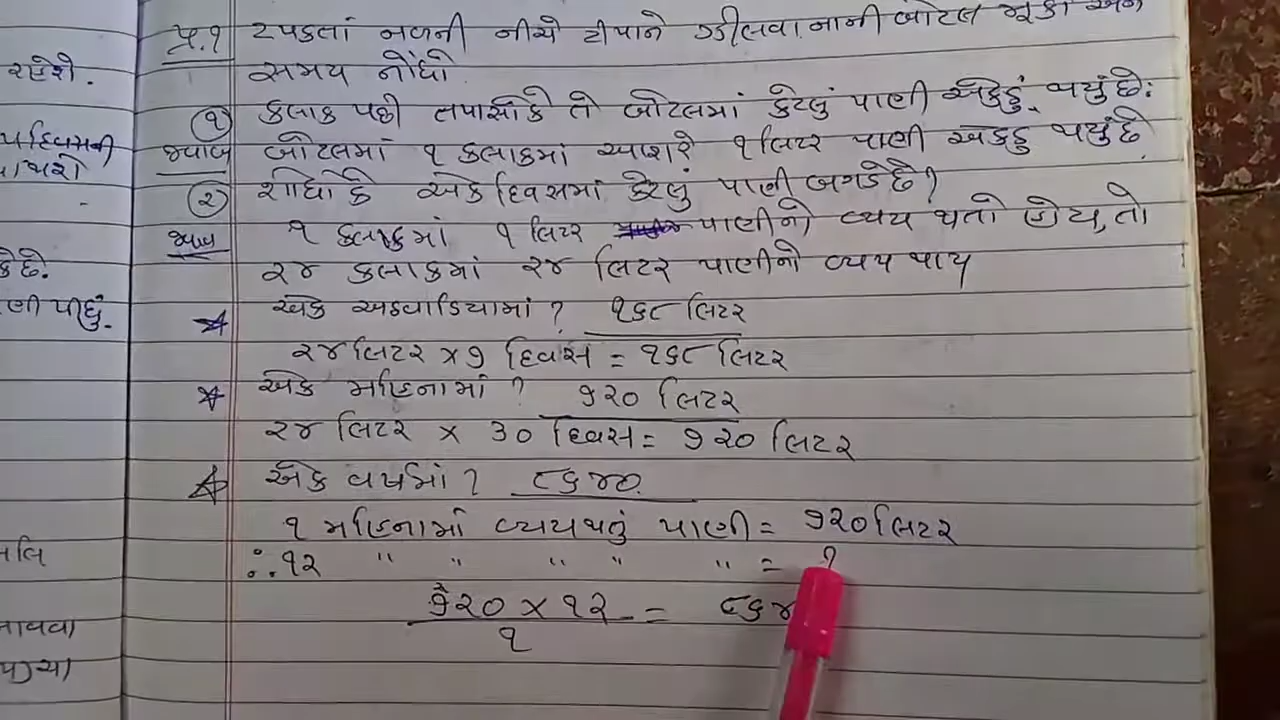 રહેશે.
પ દિવસની
કે છે.
ણી પીધું.
પ્ર.૧ ટપકતાં નળની નીચે ટીપાને ઝીલવા નાની બોટલ મૂકો અને
સમય નોંધો.
૧ કલાક પછી તપાસો કે તે બોટલમાં કેટલું પાણી એકઠું થયું છે?
જવાબ બોટલમાં ૧ કલાકમાં આશરે ૧ લિટર પાણી એકઠું થયું છે
૨ શોધો કે એક દિવસમાં કેટલું પાણી બગડે છે?
જવાબ ૧ કલાકમાં ૧ લિટર પાણીનો વ્યય થતો હોય, તો
૨૪ કલાકમાં ૨૪ લિટર પાણીનો વ્યય થાય
☆ એક અઠવાડિયામાં? ૧૬૮ લિટર
૨૪ લિટર × ૭ દિવસ = ૧૬૮ લિટર
☆ એક મહિનામાં? ૭૨૦ લિટર
૨૪ લિટર × ૩૦ દિવસ = ૭૨૦ લિટર
☆ એક વર્ષમાં? ૮૬૪૦
૧ મહિનામાં વ્યય થતું પાણી = ૭૨૦ લિટર
∴ ૧૨ " " " " " = ?
૭૨૦ × ૧૨ = ૮૬૪
૧